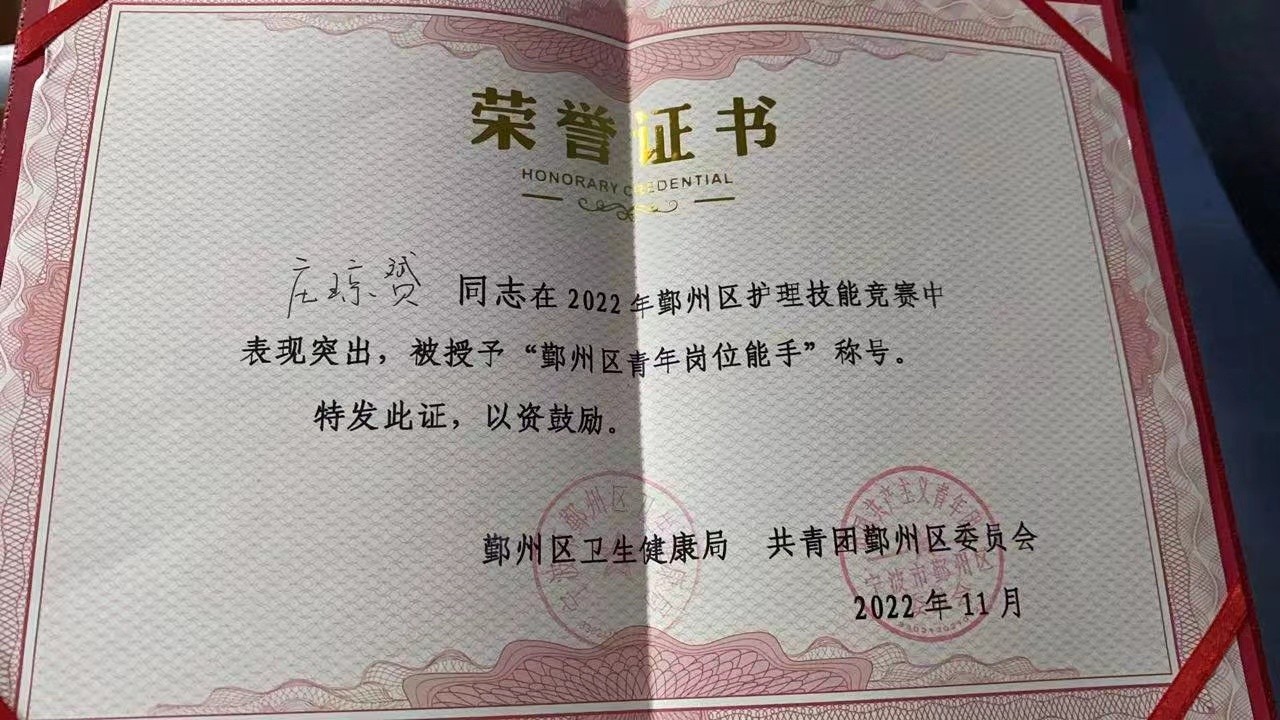 荣誉证书
HONORARY CREDENTIAL
庄琼赟 同志在2022年鄞州区护理技能竞赛中
表现突出，被授予“鄞州区青年岗位能手”称号。
特发此证，以资鼓励。
鄞州区卫生健康局 共青团鄞州区委员会
2022年11月